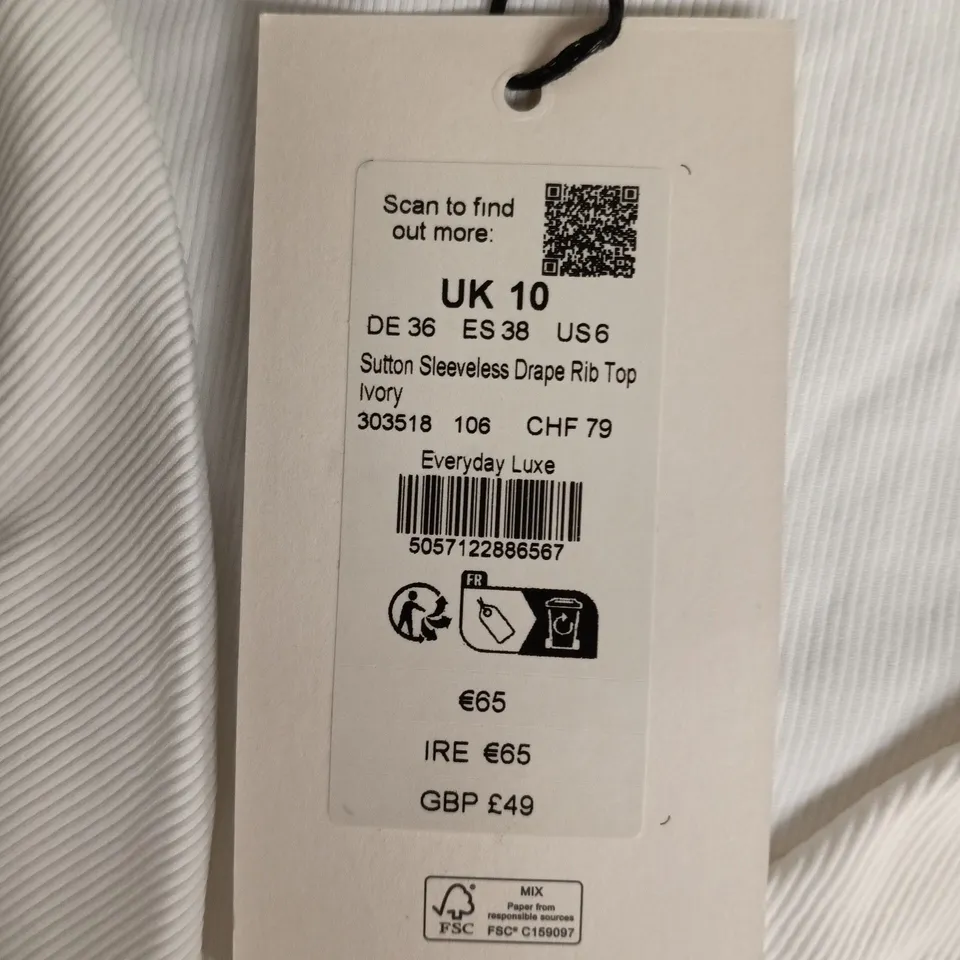 Scan to find
out more:
UK 10
DE 36 ES 38 US 6
Sutton Sleeveless Drape Rib Top
Ivory
303518 106 CHF 79
Everyday Luxe
5057122886567
FR
€65
IRE €65
GBP £49
MIX
Paper from
responsible sources
FSC
FSC® C159097